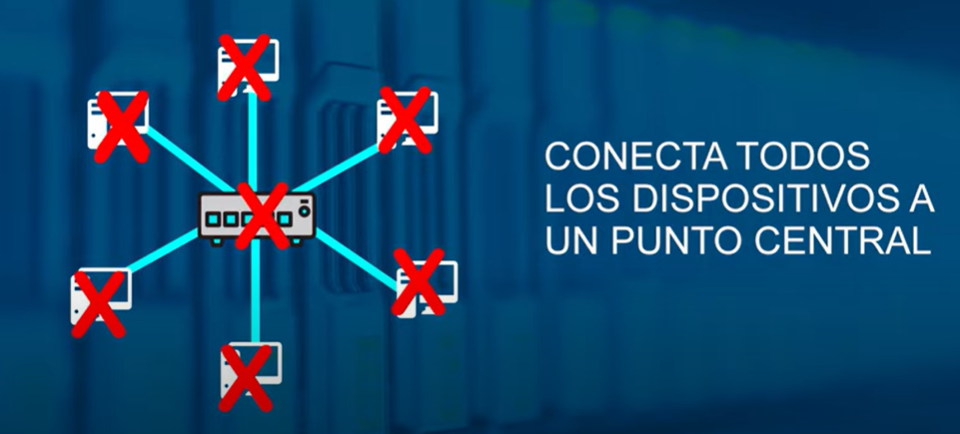 CONECTA TODOS
LOS DISPOSITIVOS A
UN PUNTO CENTRAL